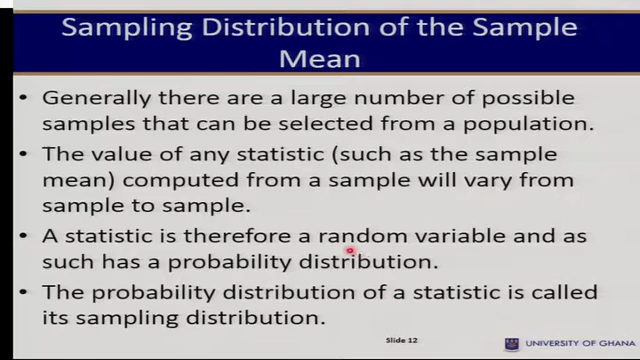 Sampling Distribution of the Sample
Mean
• Generally there are a large number of possible
samples that can be selected from a population.
• The value of any statistic (such as the sample
mean) computed from a sample will vary from
sample to sample.
• A statistic is therefore a random variable and as
such has a probability distribution.
• The probability distribution of a statistic is called
its sampling distribution.
Slide 12
UNIVERSITY OF GHANA